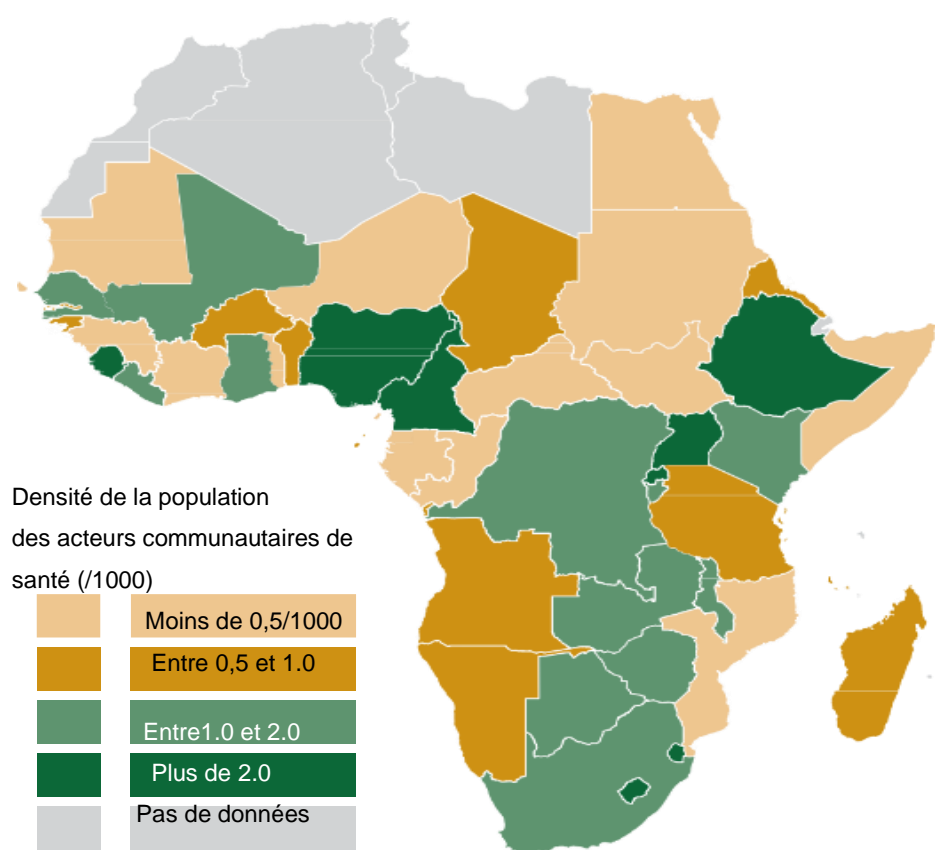 Densité de la population
des acteurs communautaires de
santé (/1000)
Moins de 0,5/1000
Entre 0,5 et 1.0
Entre1.0 et 2.0
Plus de 2.0
Pas de données